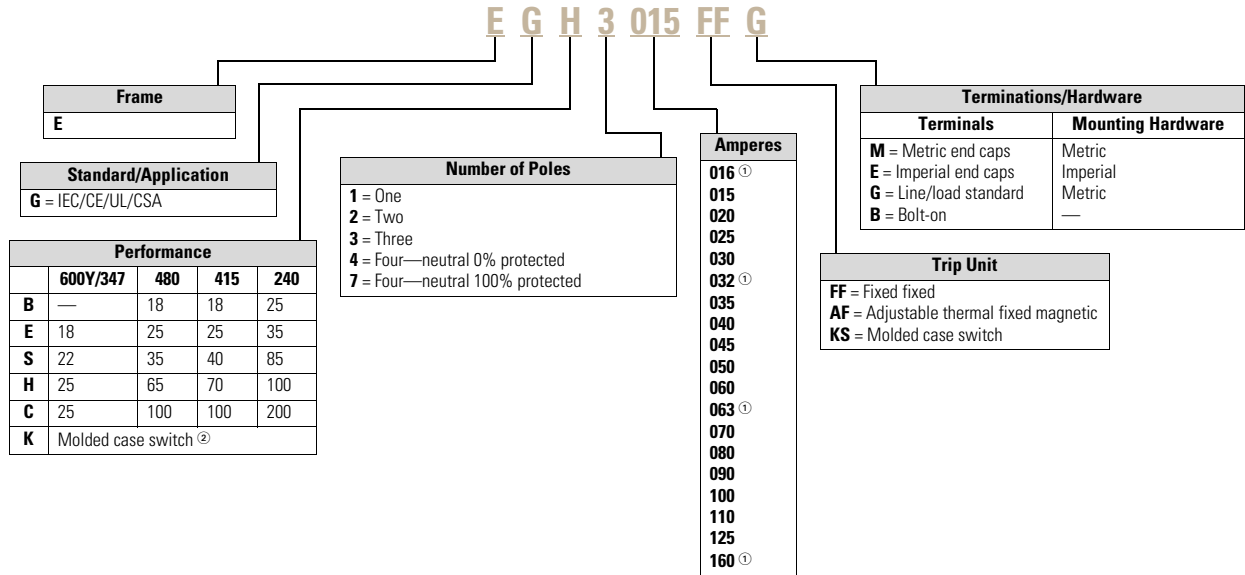 E G H 3 015 FF G
Frame
E
Standard/Application
G = IEC/CE/UL/CSA
Performance
600Y/347 480 415 240
B — 18 18 25
E 18 25 25 35
S 22 35 40 85
H 25 65 70 100
C 25 100 100 200
K Molded case switch ②
Number of Poles
1 = One
2 = Two
3 = Three
4 = Four—neutral 0% protected
7 = Four—neutral 100% protected
Amperes
016 ①
015
020
025
030
032 ①
035
040
045
050
060
063 ①
070
080
090
100
110
125
160 ①
Terminations/Hardware
Terminals Mounting Hardware
M = Metric end caps Metric
E = Imperial end caps Imperial
G = Line/load standard Metric
B = Bolt-on —
Trip Unit
FF = Fixed fixed
AF = Adjustable thermal fixed magnetic
KS = Molded case switch